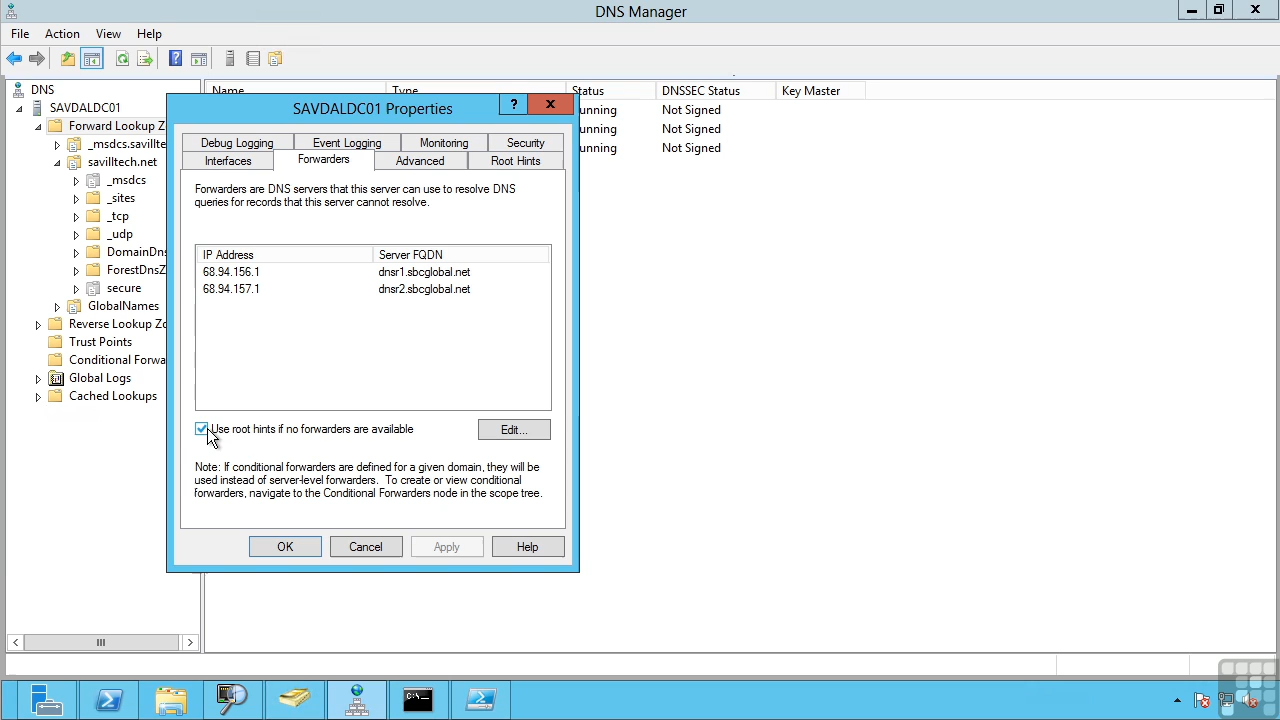 DNS Manager
File Action View Help
DNS
SAVDALDC01
Forward Lookup Z
_msdcs.savillte
savilltech.net
_msdcs
_sites
_tcp
_udp
DomainDns
ForestDnsZ
secure
GlobalNames
Reverse Lookup Zo
Trust Points
Conditional Forwa
Global Logs
Cached Lookups
Name Type Status DNSSEC Status Key Master
unning Not Signed
unning Not Signed
unning Not Signed
SAVDALDC01 Properties
?
Debug Logging Event Logging Monitoring Security
Interfaces Forwarders Advanced Root Hints
Forwarders are DNS servers that this server can use to resolve DNS
queries for records that this server cannot resolve.
IP Address Server FQDN
68.94.156.1 dnsr1.sbcglobal.net
68.94.157.1 dnsr2.sbcglobal.net
Use root hints if no forwarders are available Edit...
Note: If conditional forwarders are defined for a given domain, they will be
used instead of server-level forwarders. To create or view conditional
forwarders, navigate to the Conditional Forwarders node in the scope tree.
OK Cancel Apply Help